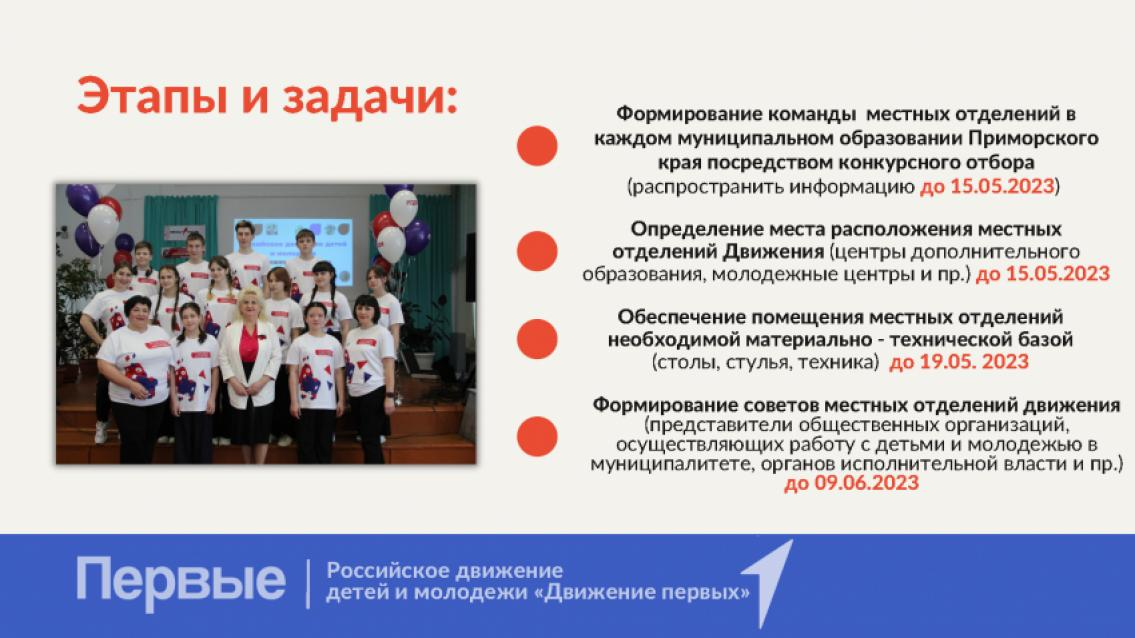 Этапы и задачи:
Формирование команды местных отделений в
каждом муниципальном образовании Приморского
края посредством конкурсного отбора
(распространить информацию до 15.05.2023)
Определение места расположения местных
отделений Движения (центры дополнительного
образования, молодежные центры и пр.) до 15.05.2023
Обеспечение помещения местных отделений
необходимой материально - технической базой
(столы, стулья, техника) до 19.05. 2023
Формирование советов местных отделений движения
(представители общественных организаций,
осуществляющих работу с детьми и молодежью в
муниципалитете, органов исполнительной власти и пр.)
до 09.06.2023
Первые
Российское движение
детей и молодежи «Движение первых»